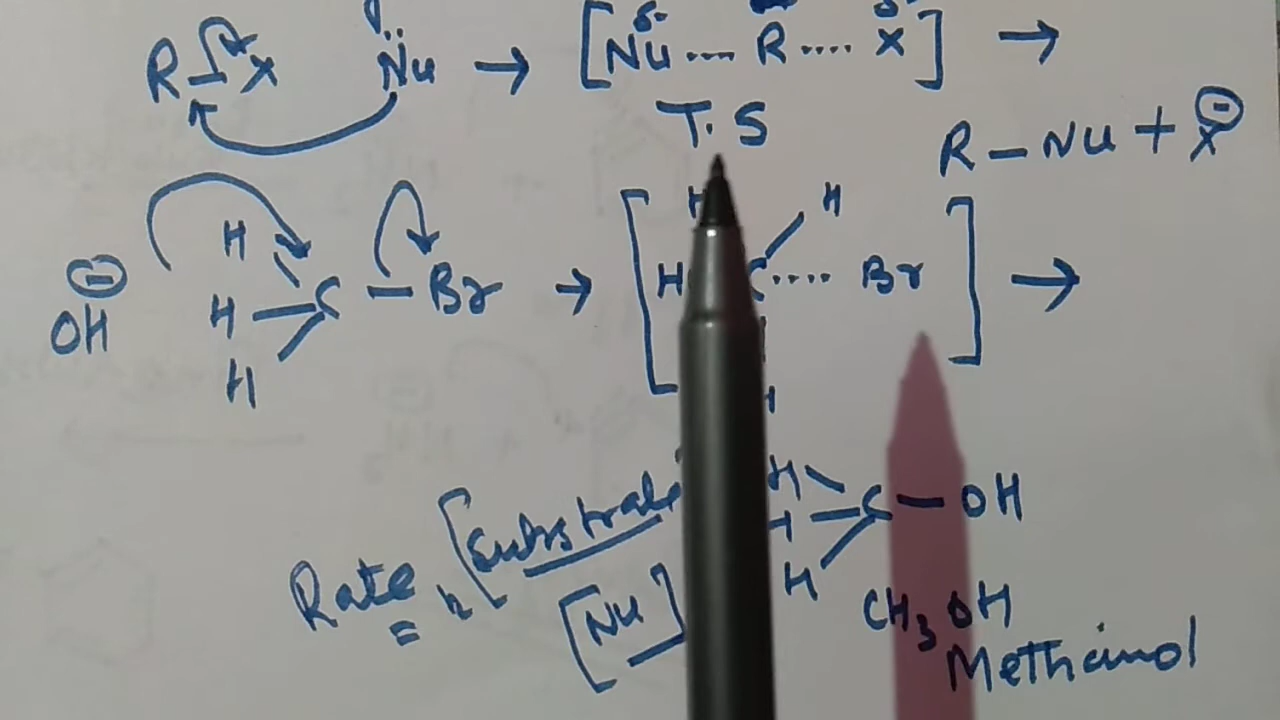 R – X :Nu → [Nu δ- .... R .... X δ-] →
T.S
R – Nu + X ⊖
⊖
OH H H H C – Br → [H H C .... Br H H] →
Rate = k [Substrate
[Nu]
H H H C – OH
CH3OH
Methanol